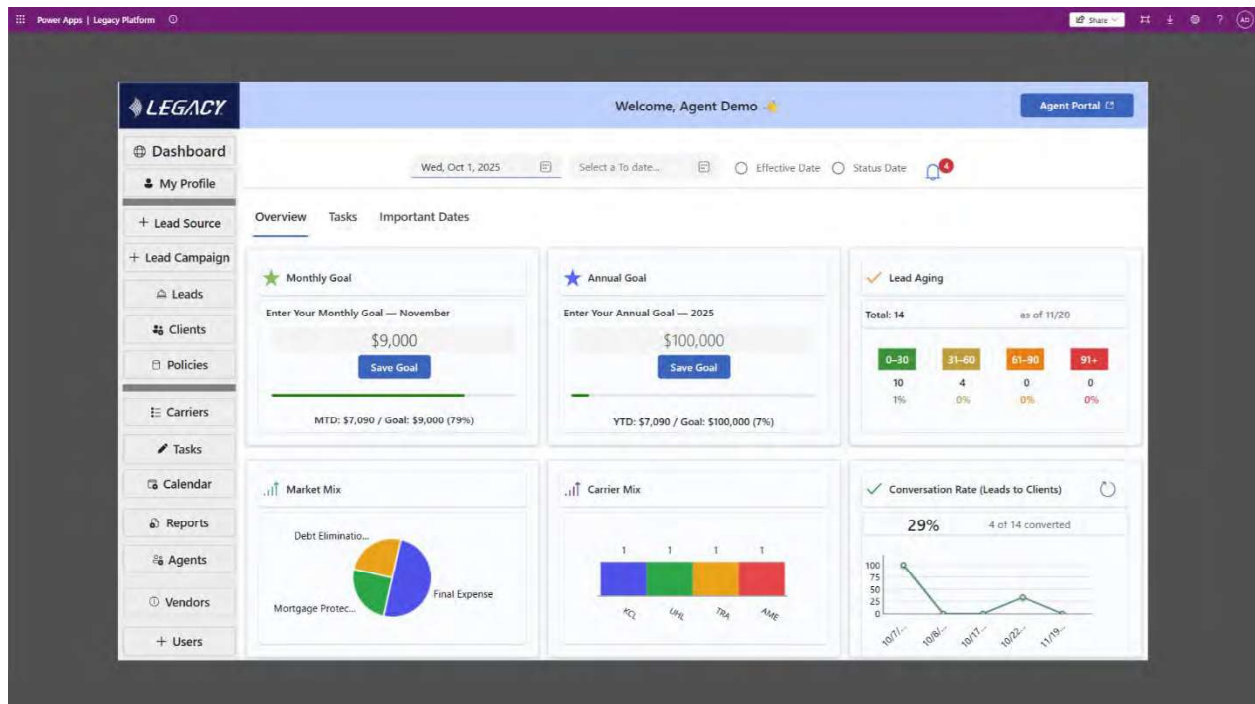 Power Apps | Legacy Platform
Share
AD
LEGACY
Welcome, Agent Demo
Agent Portal
Dashboard
My Profile
+ Lead Source
+ Lead Campaign
Leads
Clients
Policies
Carriers
Tasks
Calendar
Reports
Agents
Vendors
+ Users
Wed, Oct 1, 2025
Select a To date...
Effective Date
Status Date
4
Overview Tasks Important Dates
Monthly Goal
Enter Your Monthly Goal — November
$9,000
Save Goal
MTD: $7,090 / Goal: $9,000 (79%)
Annual Goal
Enter Your Annual Goal — 2025
$100,000
Save Goal
YTD: $7,090 / Goal: $100,000 (7%)
Lead Aging
Total: 14 as of 11/20
0–30 31–60 61–90 91+
10 4 0 0
1% 0% 0% 0%
Market Mix
Debt Eliminatio...
Final Expense
Mortgage Protec...
Carrier Mix
1 1 1 1
KCL UHL TRA AME
Conversation Rate (Leads to Clients)
29% 4 of 14 converted
100
75
50
25
0
10/7/... 10/8/... 10/17... 10/22... 11/19...